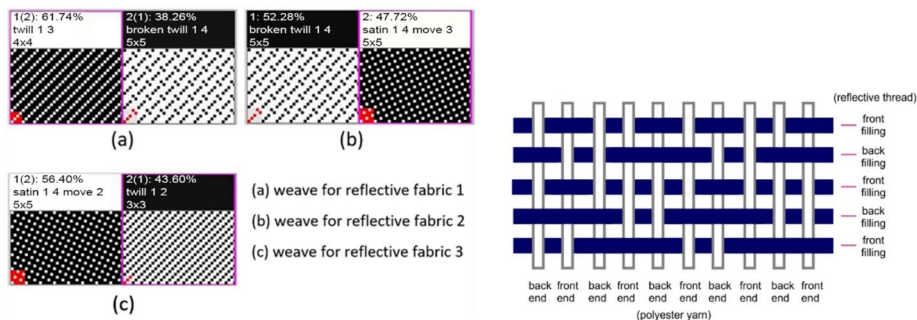 1(2): 61.74%
twill 1 3
4x4
2(1): 38.26%
broken twill 1 4
5x5
(a)
1: 52.28%
broken twill 1 4
5x5
2: 47.72%
satin 1 4 move 3
5x5
(b)
1(2): 56.40%
satin 1 4 move 2
5x5
2(1): 43.60%
twill 1 2
3x3
(c)
(a) weave for reflective fabric 1
(b) weave for reflective fabric 2
(c) weave for reflective fabric 3
(reflective thread)
front
filling
back
filling
front
filling
back
filling
front
filling
back
end
front
end
back
end
front
end
back
end
front
end
back
end
front
end
back
end
front
end
(polyester yarn)